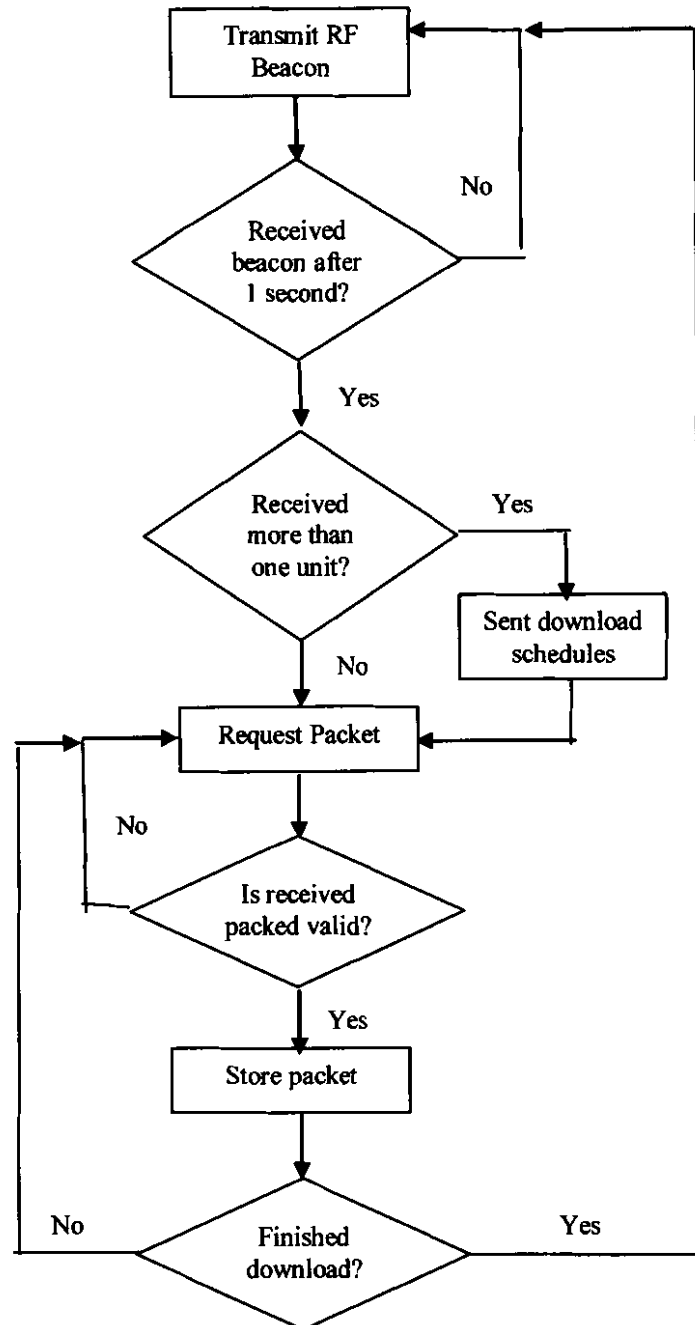 Transmit RF
Beacon
No
Received
beacon after
1 second?
Yes
Received
more than
one unit?
Yes
Sent download
schedules
No
Request Packet
No
Is received
packed valid?
Yes
Store packet
No
Finished
download?
Yes